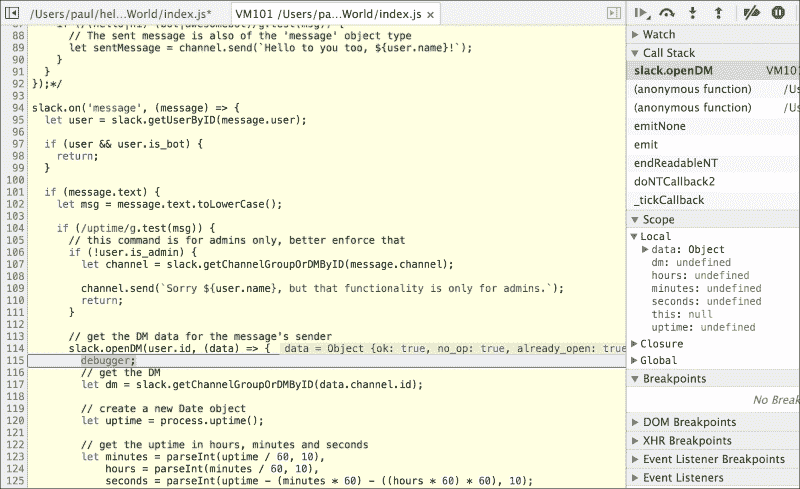 /Users/paul/hel...World/index.js*
VM101 /Users/pa...World/index.js ×
88 // The sent message is also of the 'message' object type
89 let sentMessage = channel.send(`Hello to you too, ${user.name}!`);
90 }
91 }
92 });*/
93
94 slack.on('message', (message) => {
95 let user = slack.getUserByID(message.user);
96
97 if (user && user.is_bot) {
98 return;
99 }
100
101 if (message.text) {
102 let msg = message.text.toLowerCase();
103
104 if (/uptime/g.test(msg)) {
105 // this command is for admins only, better enforce that
106 if (!user.is_admin) {
107 let channel = slack.getChannelGroupOrDMByID(message.channel);
108
109 channel.send(`Sorry ${user.name}, but that functionality is only for admins.`);
110 return;
111 }
112
113 // get the DM data for the message's sender
114 slack.openDM(user.id, (data) => { data = Object {ok: true, no_op: true, already_open: true
115 debugger;
116 // get the DM
117 let dm = slack.getChannelGroupOrDMByID(data.channel.id);
118
119 // create a new Date object
120 let uptime = process.uptime();
121
122 // get the uptime in hours, minutes and seconds
123 let minutes = parseInt(uptime / 60, 10),
124 hours = parseInt(minutes / 60, 10),
125 seconds = parseInt(uptime - (minutes * 60) - ((hours * 60) * 60), 10);
Watch
Call Stack
slack.openDM VM101
(anonymous function) /Us
(anonymous function) /Us
emitNone
emit
endReadableNT
doNTCallback2
_tickCallback
Scope
Local
data: Object
dm: undefined
hours: undefined
minutes: undefined
seconds: undefined
this: null
uptime: undefined
Closure
Global
Breakpoints
No Break
DOM Breakpoints
XHR Breakpoints
Event Listener Breakpoints
Event Listeners